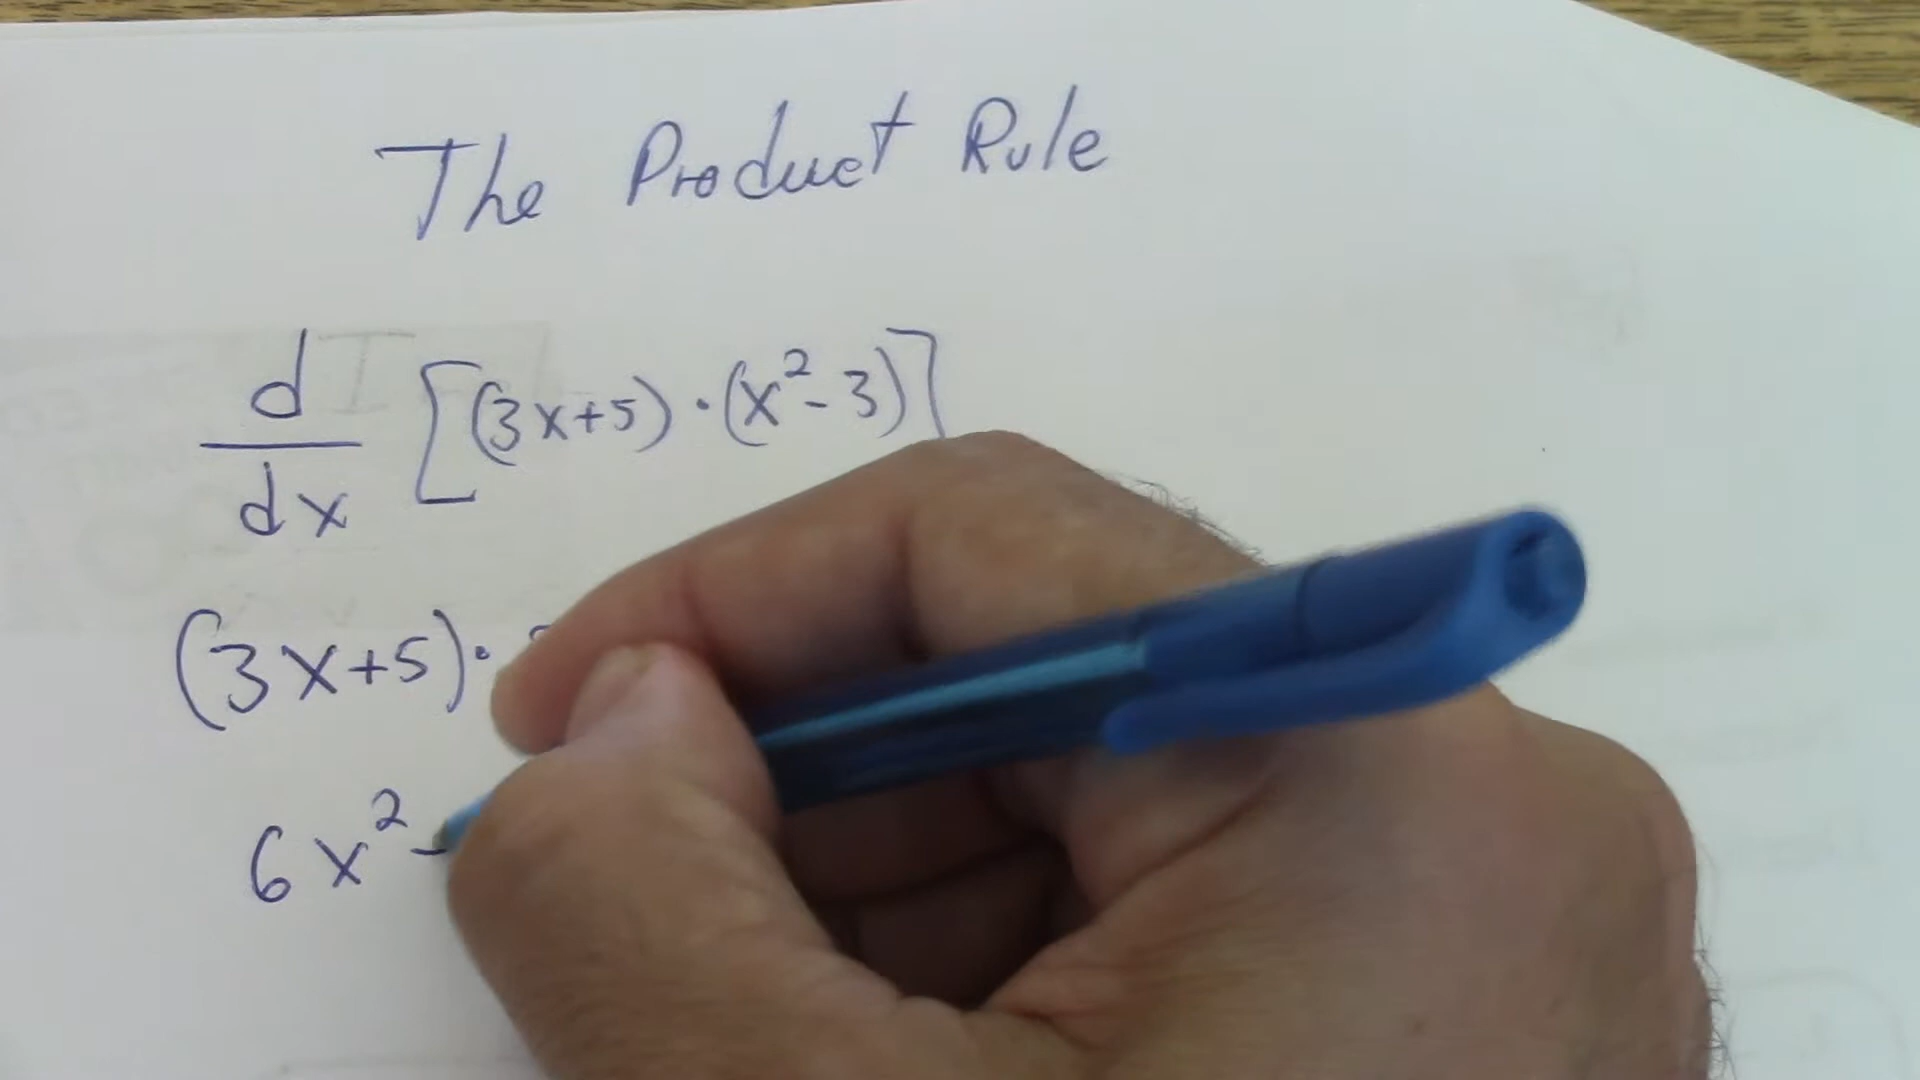 The Product Rule
d/dx [(3x+5)·(x²-3)]
(3x+5)·
6x² -